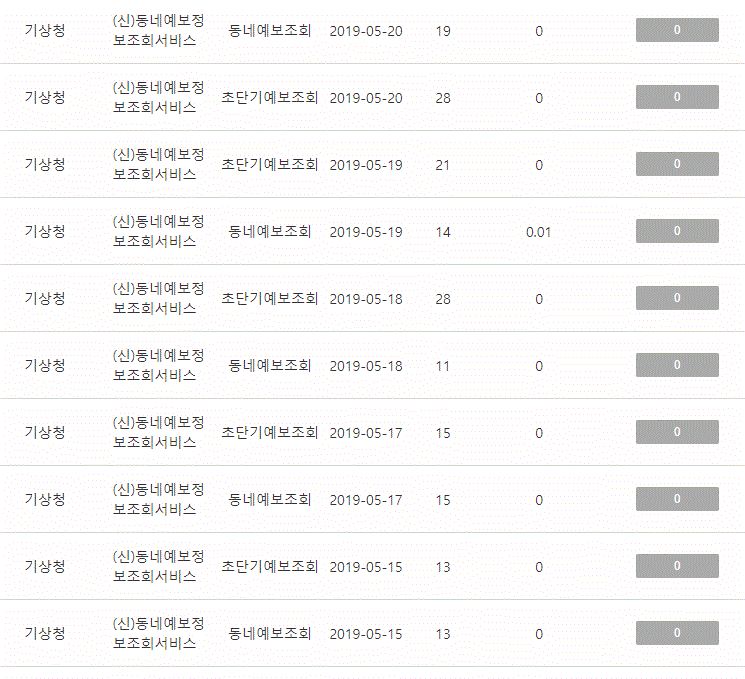 기상청 (신)동네예보정보조회서비스 동네예보조회 2019-05-20 19 0 0
기상청 (신)동네예보정보조회서비스 초단기예보조회 2019-05-20 28 0 0
기상청 (신)동네예보정보조회서비스 초단기예보조회 2019-05-19 21 0 0
기상청 (신)동네예보정보조회서비스 동네예보조회 2019-05-19 14 0.01 0
기상청 (신)동네예보정보조회서비스 초단기예보조회 2019-05-18 28 0 0
기상청 (신)동네예보정보조회서비스 동네예보조회 2019-05-18 11 0 0
기상청 (신)동네예보정보조회서비스 초단기예보조회 2019-05-17 15 0 0
기상청 (신)동네예보정보조회서비스 동네예보조회 2019-05-17 15 0 0
기상청 (신)동네예보정보조회서비스 초단기예보조회 2019-05-15 13 0 0
기상청 (신)동네예보정보조회서비스 동네예보조회 2019-05-15 13 0 0